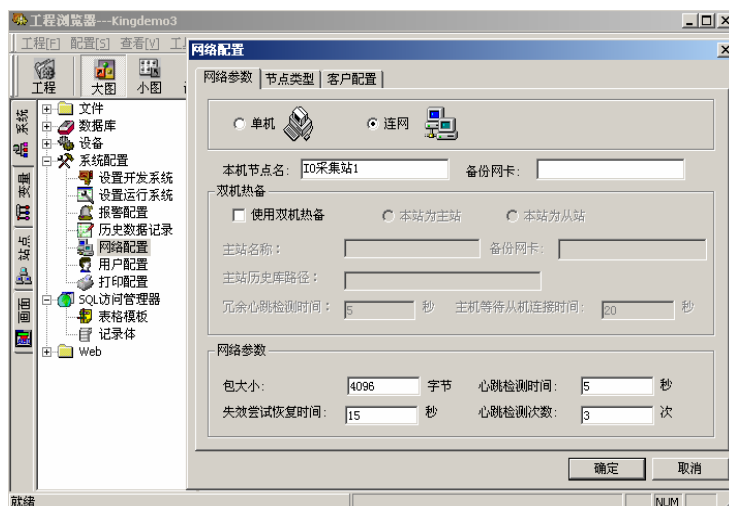 工程浏览器---Kingdemo3
工程[F] 配置[S] 查看[V]
工程 大图 小图
系统
变量
站点
画面
文件
数据库
设备
系统配置
设置开发系统
设置运行系统
报警配置
历史数据记录
网络配置
用户配置
打印配置
SQL访问管理器
表格模板
记录体
Web
网络配置
网络参数 节点类型 客户配置
单机 连网
本机节点名: IO采集站1 备份网卡:
双机热备
使用双机热备 本站为主站 本站为从站
主站名称: 备份网卡:
主站历史库路径:
冗余心跳检测时间: 5 秒 主机等待从机连接时间: 20 秒
网络参数
包大小: 4096 字节 心跳检测时间: 5 秒
失效尝试恢复时间: 15 秒 心跳检测次数: 3 次
确定 取消
就绪 NUM